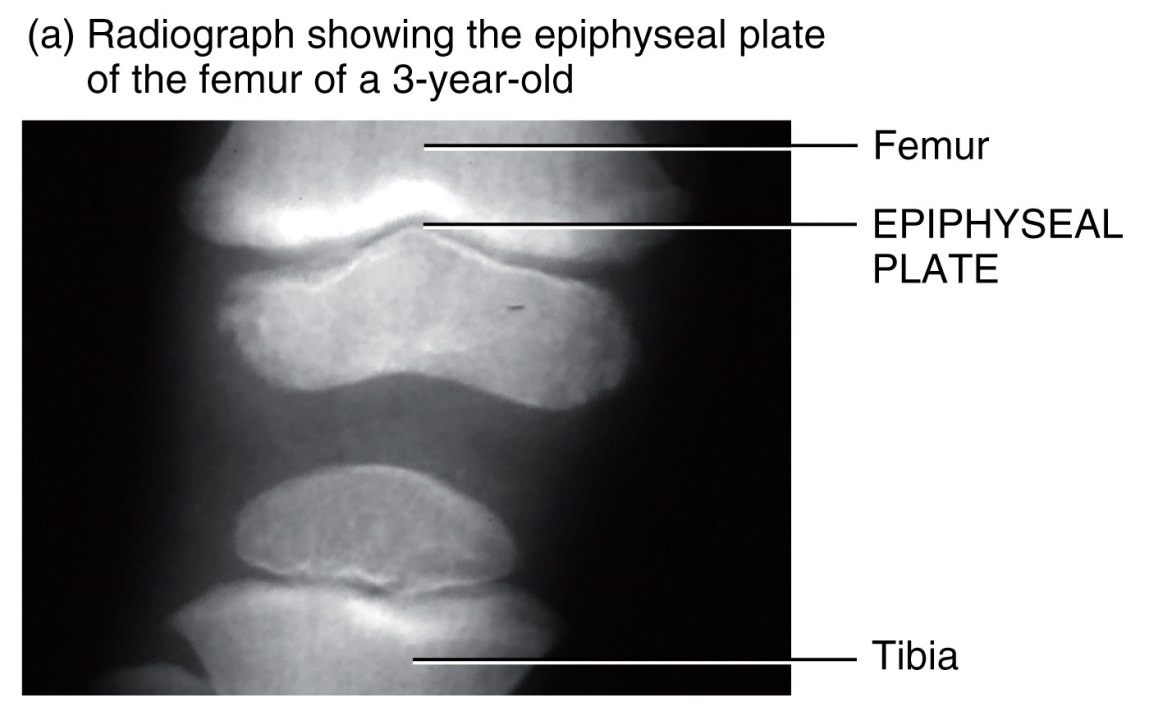 (a) Radiograph showing the epiphyseal plate
of the femur of a 3-year-old
Femur
EPIPHYSEAL
PLATE
Tibia